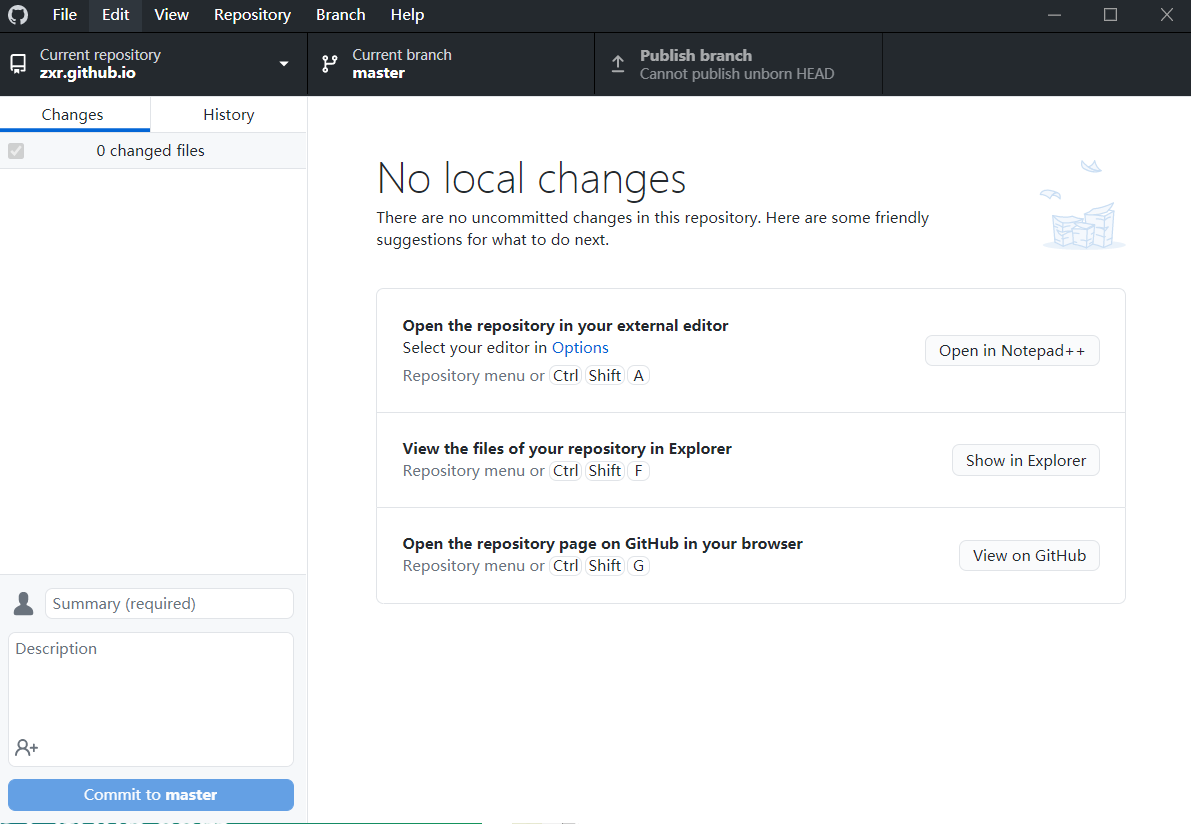 File Edit View Repository Branch Help
Current repository
zxr.github.io
Current branch
master
Publish branch
Cannot publish unborn HEAD
Changes History
0 changed files
No local changes
There are no uncommitted changes in this repository. Here are some friendly
suggestions for what to do next.
Open the repository in your external editor
Select your editor in Options
Repository menu or Ctrl Shift A
Open in Notepad++
View the files of your repository in Explorer
Repository menu or Ctrl Shift F
Show in Explorer
Open the repository page on GitHub in your browser
Repository menu or Ctrl Shift G
View on GitHub
Summary (required)
Description
Commit to master